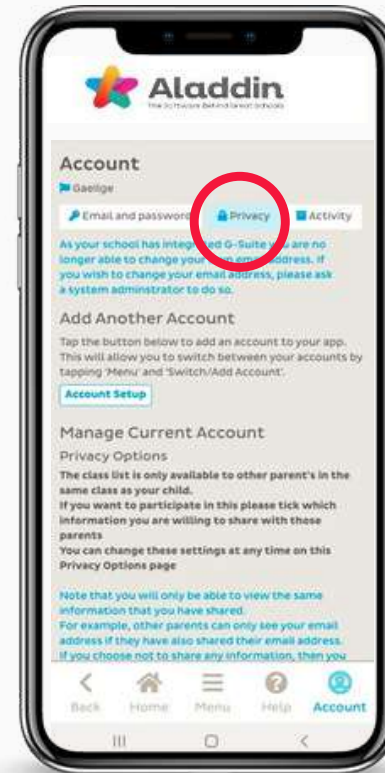 Aladdin
The Software Behind Great Schools
Account
Gaeilge
Email and password Privacy Activity
As your school has integrated G-Suite you are no
longer able to change your own email address. If
you wish to change your email address, please ask
a system adminstrator to do so.
Add Another Account
Tap the button below to add an account to your app.
This will allow you to switch between your accounts by
tapping 'Menu' and 'Switch/Add Account'.
Account Setup
Manage Current Account
Privacy Options
The class list is only available to other parent's in the
same class as your child.
If you want to participate in this please tick which
information you are willing to share with those
parents
You can change these settings at any time on this
Privacy Options page
Note that you will only be able to view the same
information that you have shared.
For example, other parents can only see your email
address if they have also shared their email address.
If you choose not to share any information, then you
Back Home Menu Help Account